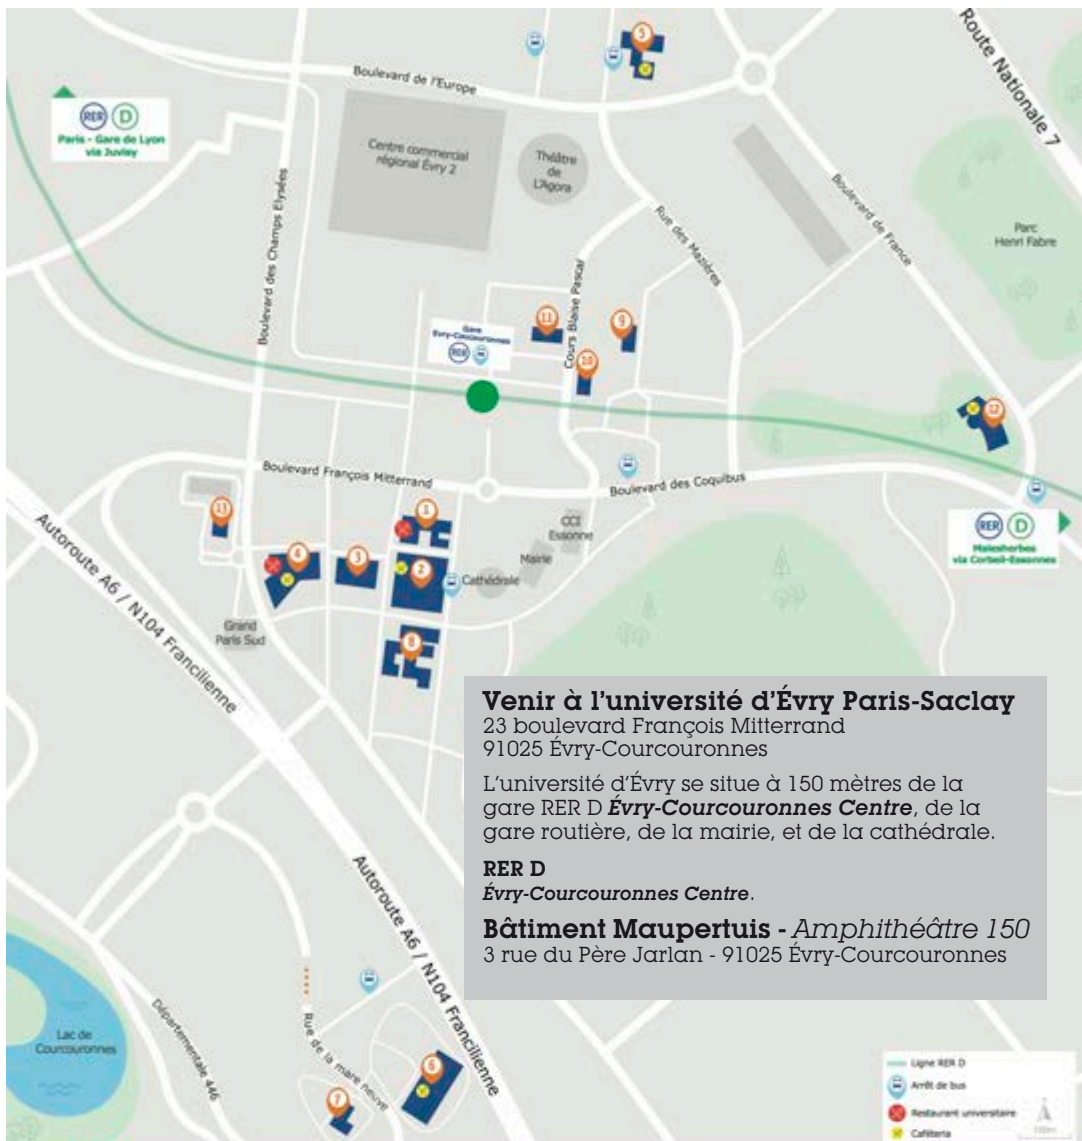 Route Nationale 7
5
Boulevard de l'Europe
RER D
Paris - Gare de Lyon
via Juvisy
Centre commercial
régional Évry 2
Théâtre
de
L'Agora
Boulevard des Champs Elysées
Rue des Mazières
Boulevard de France
Parc
Henri Fabre
Cours Blaise Pascal
Gare
Évry-Courcouronnes
RER
11
9
10
12
Boulevard François Mitterrand
Boulevard des Coquibus
13
1
CCI
Essonne
Mairie
RER D
Malesherbes
via Corbeil-Essonnes
4
3
2
Cathédrale
Autoroute A6 / N104 Francilienne
Grand
Paris Sud
8
Venir à l'université d'Évry Paris-Saclay
23 boulevard François Mitterrand
91025 Évry-Courcouronnes
L'université d'Évry se situe à 150 mètres de la
gare RER D Évry-Courcouronnes Centre, de la
gare routière, de la mairie, et de la cathédrale.
RER D
Évry-Courcouronnes Centre.
Bâtiment Maupertuis - Amphithéâtre 150
3 rue du Père Jarlan - 91025 Évry-Courcouronnes
Autoroute A6 / N104 Francilienne
Départementale 446
Rue de la mare neuve
Lac de
Courcouronnes
6
7
Ligne RER D
Arrêt de bus
Restaurant universitaire
Cafétéria